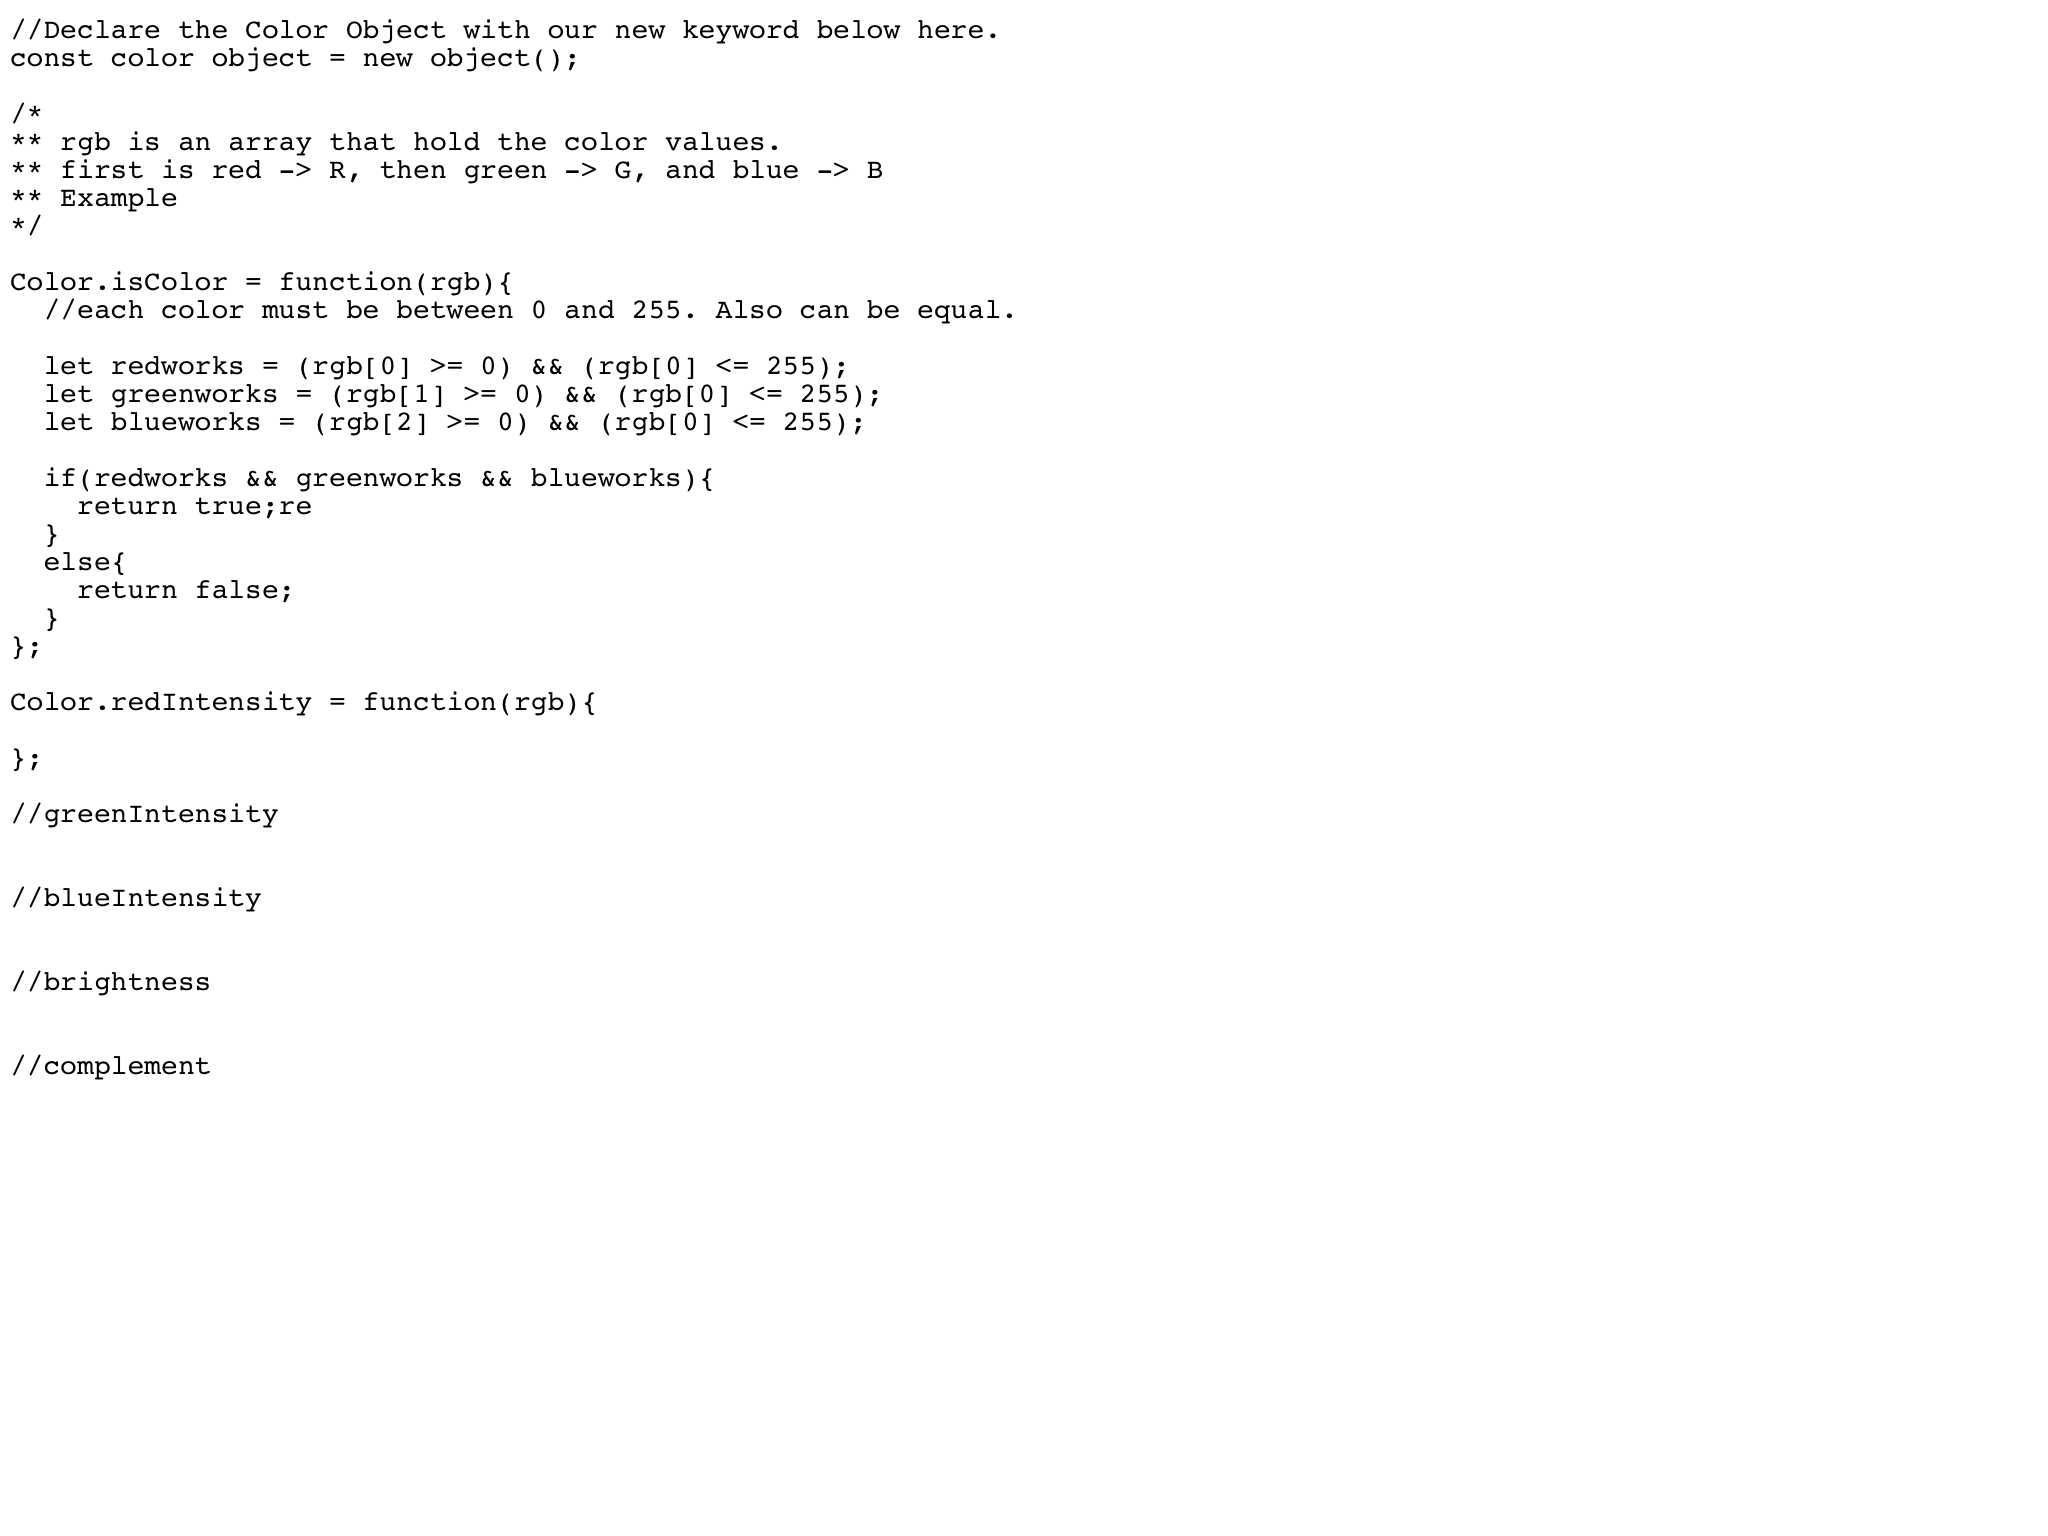 //Declare the Color Object with our new keyword below here.
const color object = new object();

/*
** rgb is an array that hold the color values.
** first is red -> R, then green -> G, and blue -> B
** Example
*/

Color.isColor = function(rgb){
  //each color must be between 0 and 255. Also can be equal.

  let redworks = (rgb[0] >= 0) && (rgb[0] <= 255);
  let greenworks = (rgb[1] >= 0) && (rgb[0] <= 255);
  let blueworks = (rgb[2] >= 0) && (rgb[0] <= 255);

  if(redworks && greenworks && blueworks){
    return true;re
  }
  else{
    return false;
  }
};

Color.redIntensity = function(rgb){

};

//greenIntensity

//blueIntensity

//brightness

//complement